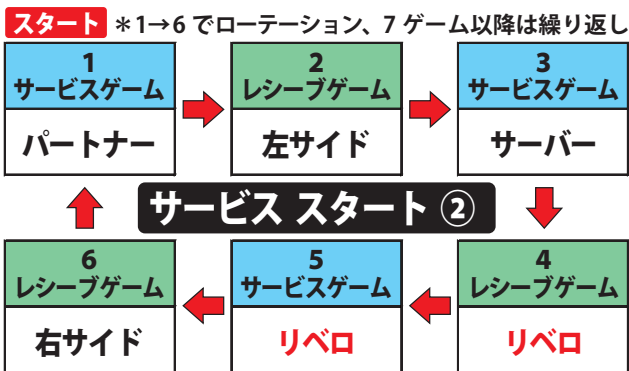 スタート ＊1→6 でローテーション、7 ゲーム以降は繰り返し
1
サービスゲーム
パートナー
2
レシーブゲーム
左サイド
3
サービスゲーム
サーバー
サービス スタート ②
4
レシーブゲーム
リベロ
5
サービスゲーム
リベロ
6
レシーブゲーム
右サイド